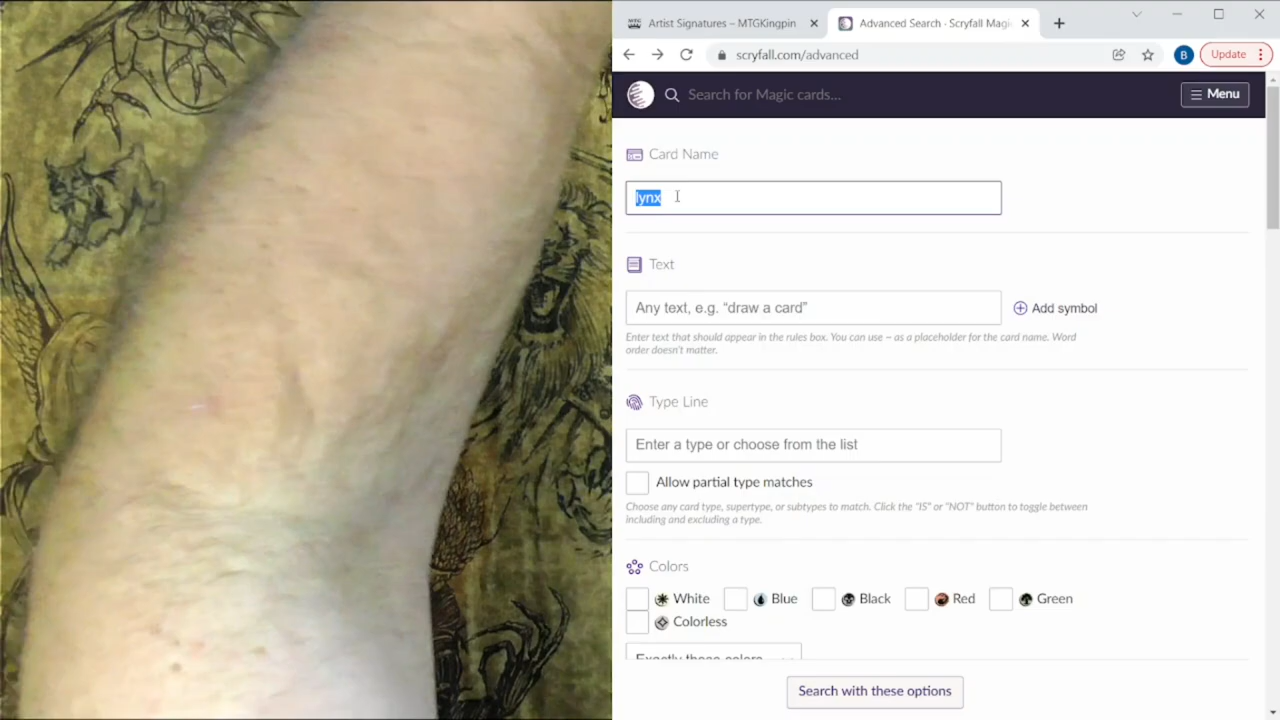 Artist Signatures – MTGKingpin
Advanced Search · Scryfall Magi
Update
scryfall.com/advanced
B
Search for Magic cards...
Menu
Card Name
lynx
Text
Any text, e.g. “draw a card”
Add symbol
Enter text that should appear in the rules box. You can use ~ as a placeholder for the card name. Word
order doesn't matter.
Type Line
Enter a type or choose from the list
Allow partial type matches
Choose any card type, supertype, or subtypes to match. Click the "IS" or "NOT" button to toggle between
including and excluding a type.
Colors
White
Blue
Black
Red
Green
Colorless
Exactly these colors
Search with these options